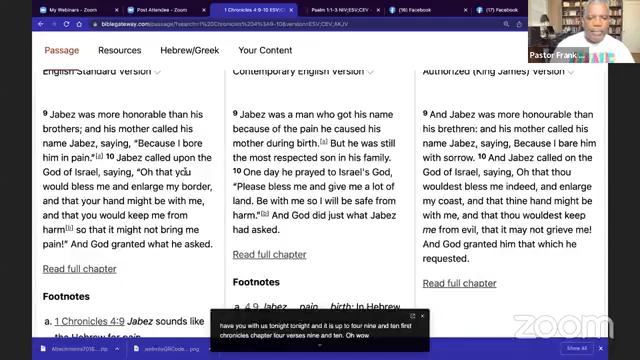 My Webinars - Zoom
Post Attendees - Zoom
1 Chronicles 4:9-10 ESV;CEV;
Psalm 1:1-3 NIV;ESV;
(17) Facebook
(17) Facebook
biblegateway.com/passage/?search=1%20Chronicles%204%3A9-10&version=ESV;CEV;AKJV
Pastor Frank
Passage
Resources
Hebrew/Greek
Your Content
English Standard Version
9 Jabez was more honorable than his
brothers; and his mother called his
name Jabez, saying, “Because I bore
him in pain.”[a] 10 Jabez called upon the
God of Israel, saying, “Oh that you
would bless me and enlarge my border,
and that your hand might be with me,
and that you would keep me from
harm[b] so that it might not bring me
pain!” And God granted what he asked.
Read full chapter
Footnotes
a. 1 Chronicles 4:9 Jabez sounds like
the Hebrew for pain
Contemporary English Version
9 Jabez was a man who got his name
because of the pain he caused his
mother during birth.[a] But he was still
the most respected son in his family.
10 One day he prayed to Israel’s God,
“Please bless me and give me a lot of
land. Be with me so I will be safe from
harm.”[b] And God did just what Jabez
had asked.
Read full chapter
Footnotes
a. 4.9 Jabez pain birth: In Hebrew
Authorized (King James) Version
9 And Jabez was more honourable than
his brethren: and his mother called his
name Jabez, saying, Because I bare him
with sorrow. 10 And Jabez called on the
God of Israel, saying, Oh that thou
wouldest bless me indeed, and enlarge
my coast, and that thine hand might be
with me, and that thou wouldest keep
me from evil, that it may not grieve me!
And God granted him that which he
requested.
Read full chapter
have you with us tonight tonight and it is up to four nine and ten first
chronicles chapter four verses nine and ten. Oh wow
zoom
Show All